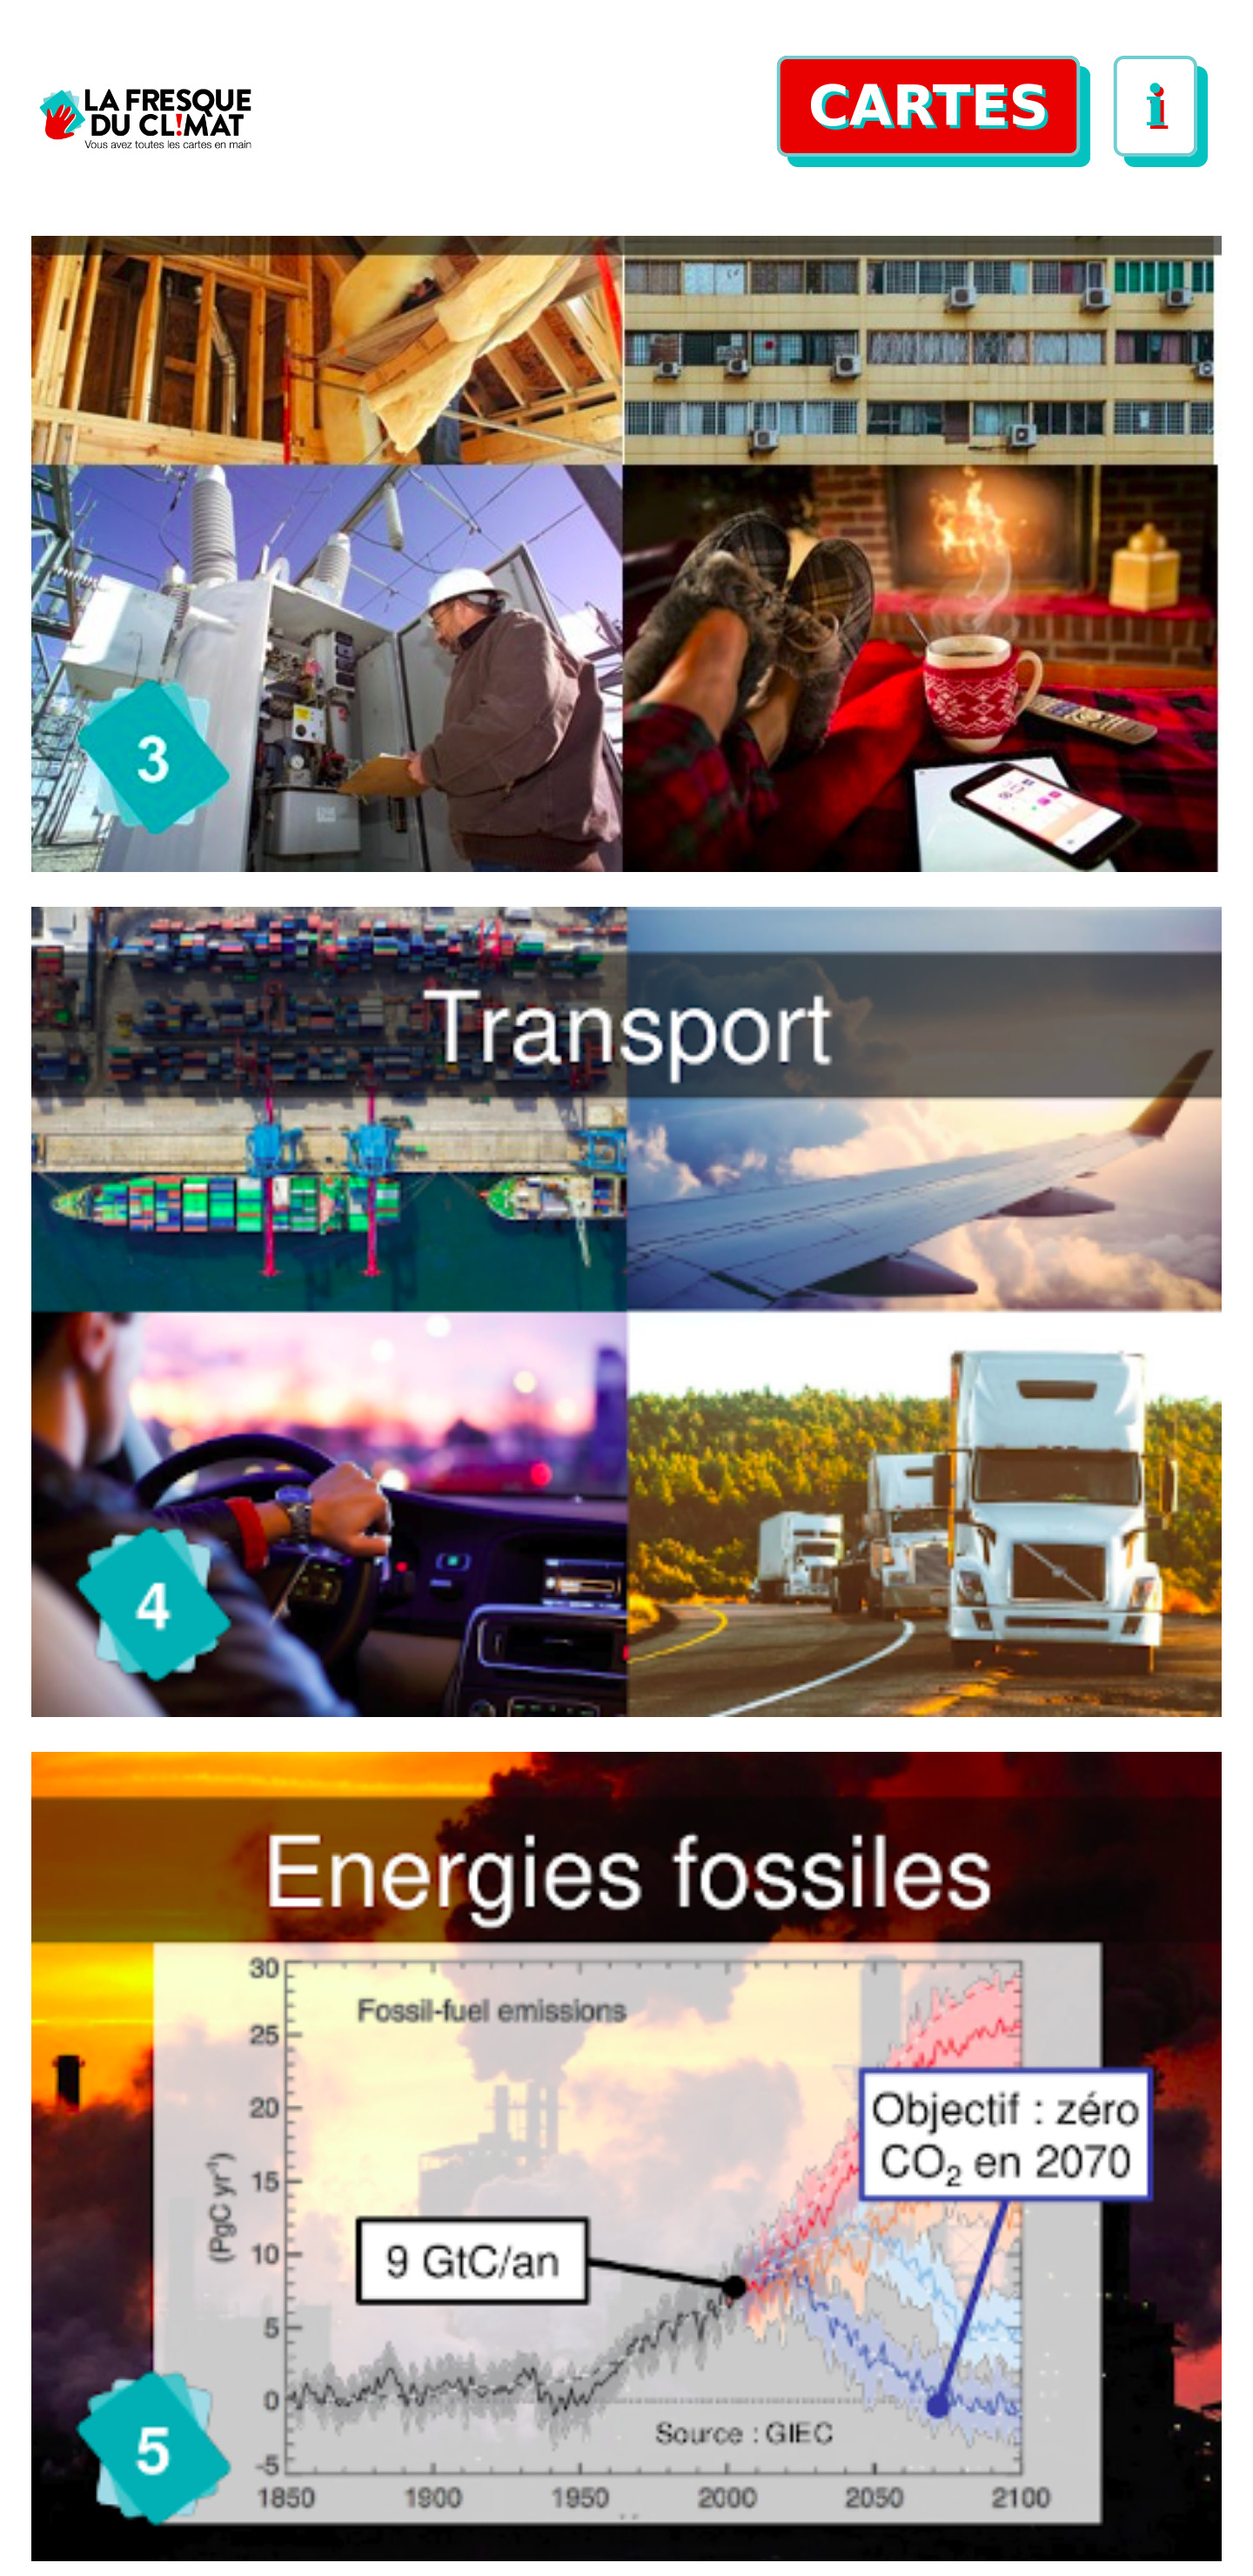 LA FRESQUE
DU CL!MAT
Vous avez toutes les cartes en main
CARTES
i
3
Transport
4
Energies fossiles
30
Fossil-fuel emissions
25
20
Objectif : zéro
CO₂ en 2070
15
(PgC yr⁻¹)
10
9 GtC/an
5
0
Source : GIEC
-5
1850 1900 1950 2000 2050 2100
5